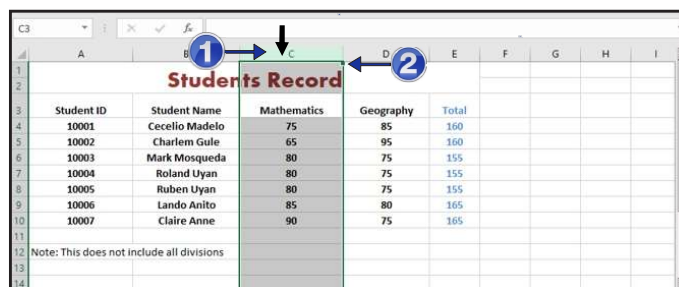 C3 fx
1 2
A B C D E F G H I
1
2 Students Record
3 Student ID Student Name Mathematics Geography Total
4 10001 Cecelio Madelo 75 85 160
5 10002 Charlem Gule 65 95 160
6 10003 Mark Mosqueda 80 75 155
7 10004 Roland Uyan 80 75 155
8 10005 Ruben Uyan 80 75 155
9 10006 Lando Anito 85 80 165
10 10007 Claire Anne 90 75 165
11
12 Note: This does not include all divisions
13
14